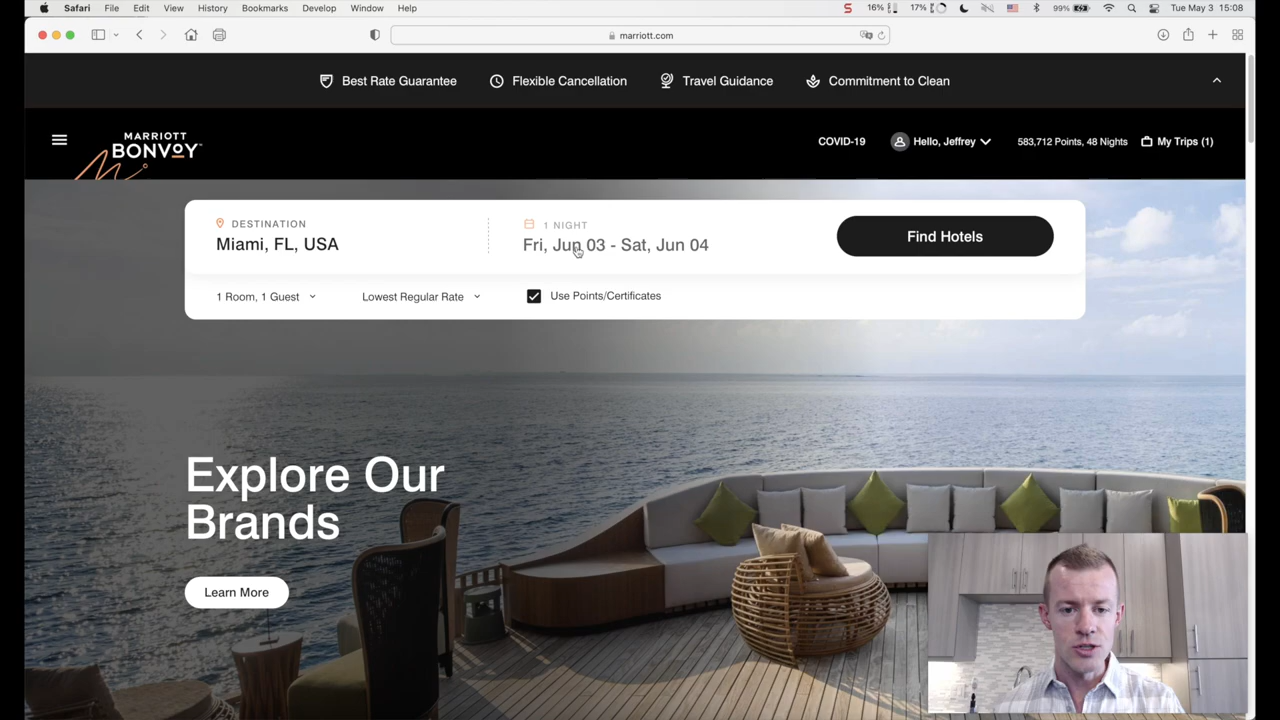 Safari File Edit View History Bookmarks Develop Window Help S 16% 17% 99% Tue May 3 15:08
marriott.com
Best Rate Guarantee Flexible Cancellation Travel Guidance Commitment to Clean
MARRIOTT
BONVOY
COVID-19 Hello, Jeffrey 583,712 Points, 48 Nights My Trips (1)
DESTINATION
Miami, FL, USA
1 NIGHT
Fri, Jun 03 - Sat, Jun 04
Find Hotels
1 Room, 1 Guest Lowest Regular Rate Use Points/Certificates
Explore Our
Brands
Learn More